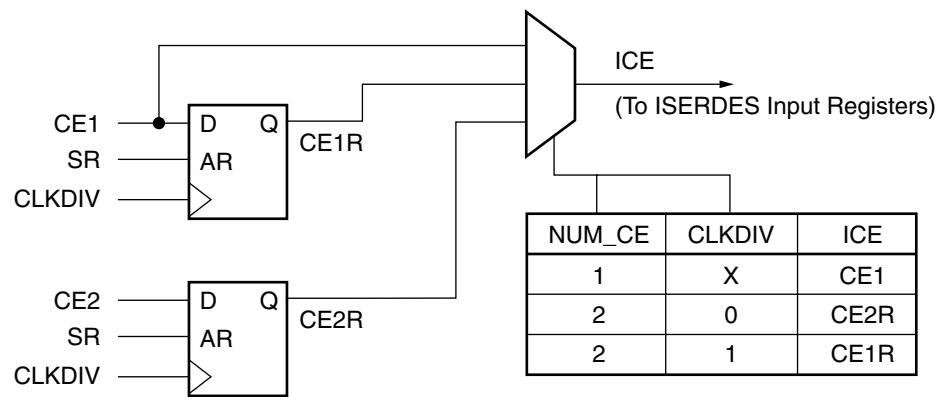 ICE
(To ISERDES Input Registers)
CE1
SR
CLKDIV
D Q
AR
CE1R
CE2
SR
CLKDIV
D Q
AR
CE2R
NUM_CE CLKDIV ICE
1 X CE1
2 0 CE2R
2 1 CE1R